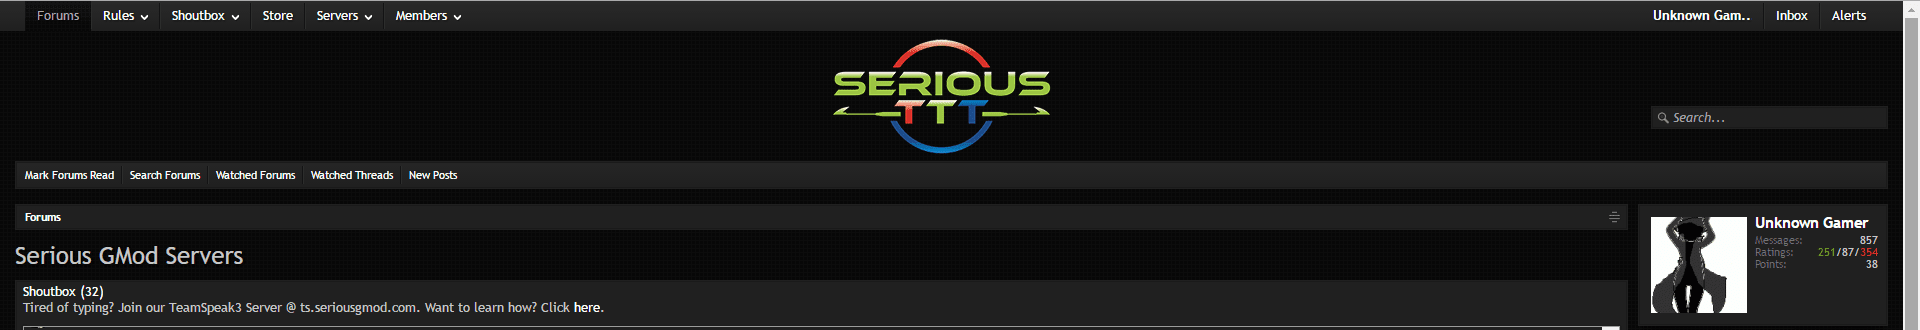 Forums Rules Shoutbox Store Servers Members Unknown Gam.. Inbox Alerts
SERIOUS
TTT
Search...
Mark Forums Read Search Forums Watched Forums Watched Threads New Posts
Forums
Serious GMod Servers
Shoutbox (32)
Tired of typing? Join our TeamSpeak3 Server @ ts.seriousgmod.com. Want to learn how? Click here.
Unknown Gamer
Messages: 857
Ratings: 251/87/354
Points: 38